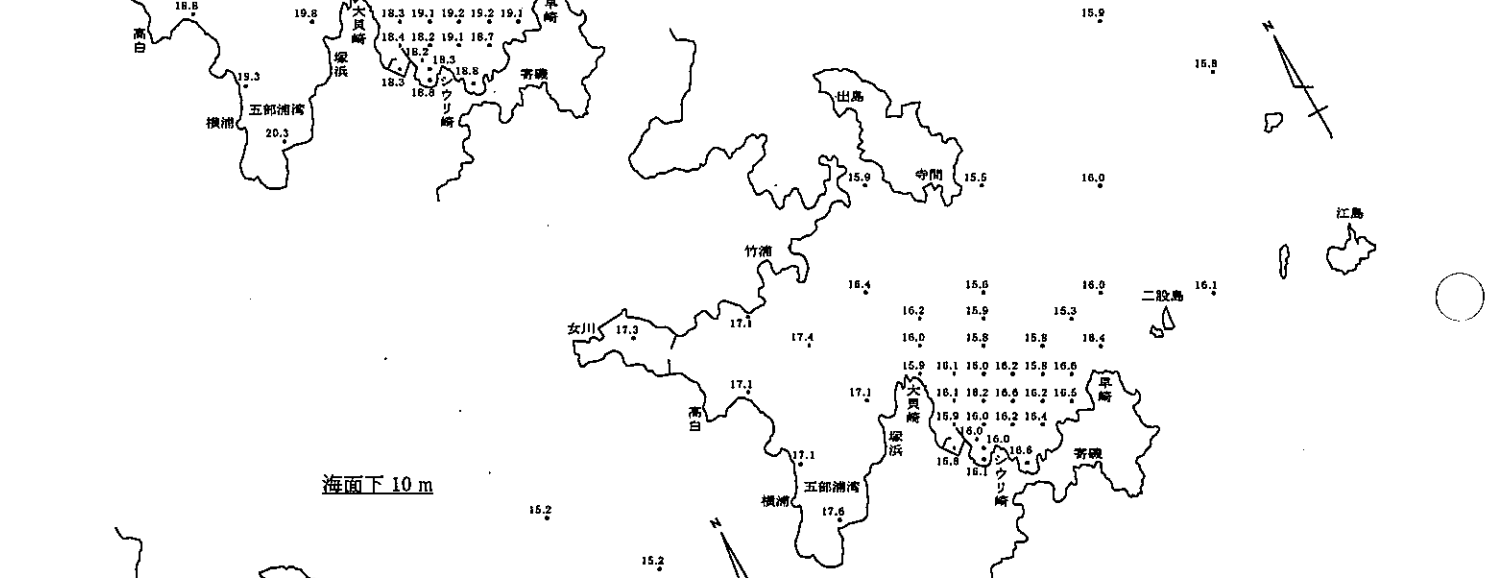 18.8
19.8
18.3 19.1 19.2 19.2 19.1
15.9
高白
大貝崎
早崎
18.4 18.2 19.1 18.7
塚浜
18.2
18.3
15.8
19.3
18.3
18.8
18.8
寄磯
シウリ崎
出島
横浦
五部浦湾
20.3
N
寺間
15.9
15.5
16.0
江島
竹浦
16.4
15.6
16.0
16.1
二股島
女川
17.3
17.1
16.2
15.9
15.3
17.4
16.0
15.8
15.8
16.4
15.9 16.1 16.0 16.2 15.8 16.6
17.1
17.1
大貝崎
16.1 16.2 16.6 16.2 16.5
早崎
高白
15.9 16.0 16.2 16.4
塚浜
16.0
16.0
17.1
15.8
16.1
16.6
寄磯
シウリ崎
海面下 10 m
横浦
五部浦湾
17.6
15.2
N
15.2